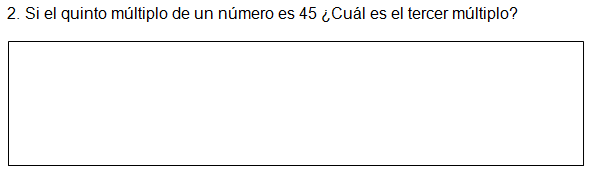 2. Si el quinto múltiplo de un número es 45 ¿Cuál es el tercer múltiplo?